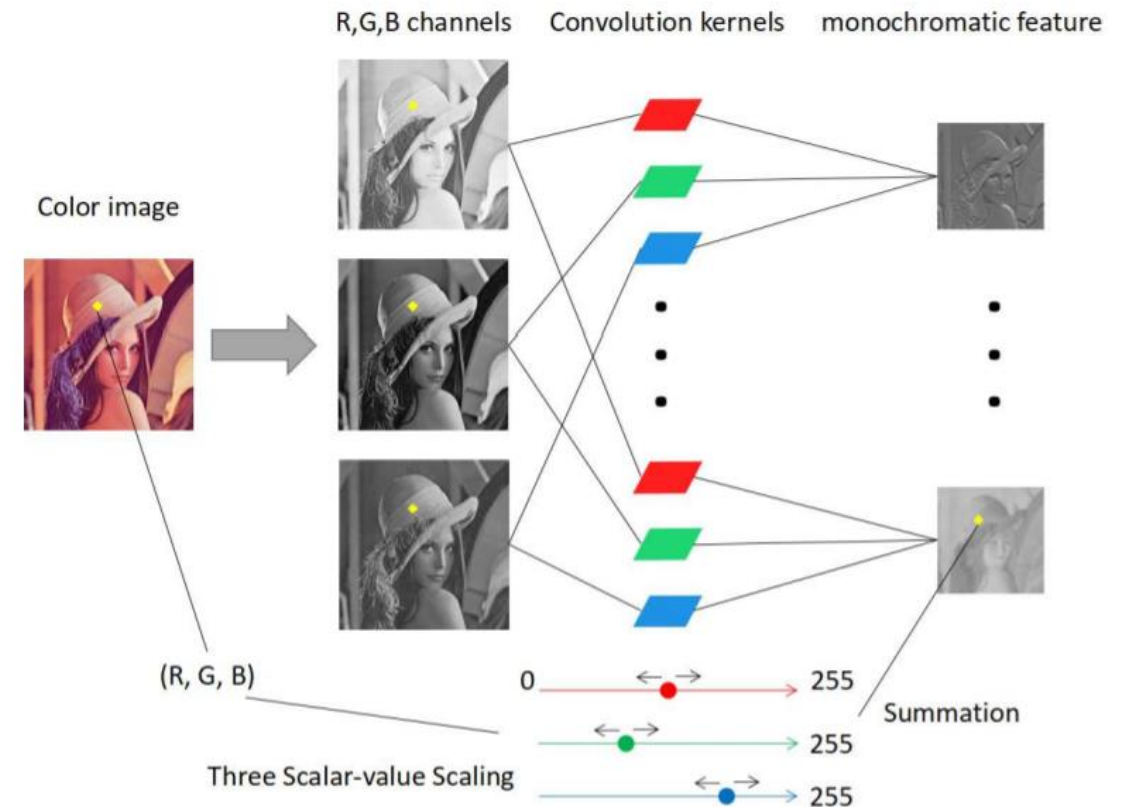 R,G,B channels
Convolution kernels
monochromatic feature
Color image
(R, G, B)
0
255
Summation
255
Three Scalar-value Scaling
255